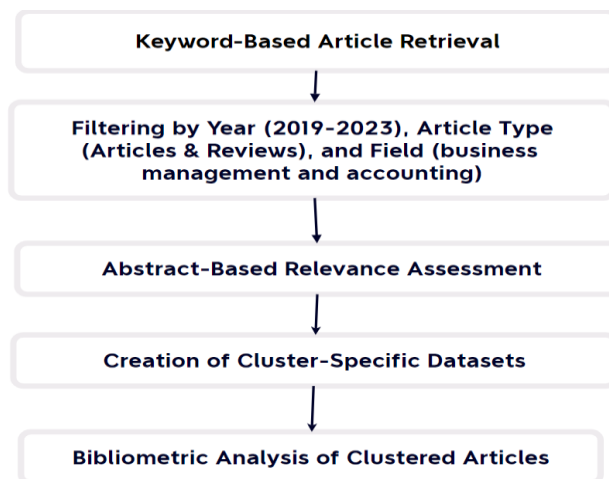 Keyword-Based Article Retrieval
Filtering by Year (2019-2023), Article Type
(Articles & Reviews), and Field (business
management and accounting)
Abstract-Based Relevance Assessment
Creation of Cluster-Specific Datasets
Bibliometric Analysis of Clustered Articles